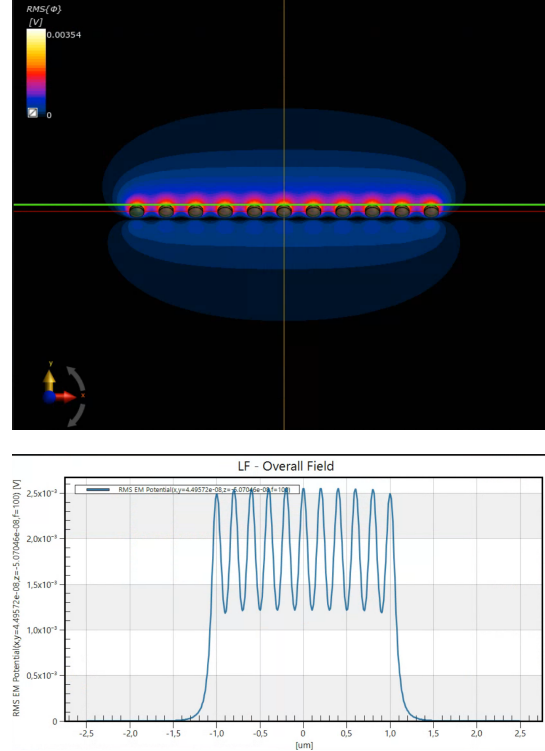 RMS{Φ}
[V]
0.00354
0
y
x
LF - Overall Field
RMS EM Potential(x,y=4.49572e-08,z=-5.07046e-08,f=100)
RMS EM Potential(x,y=4.49572e-08,z=-5.07046e-08,f=100) [V]
2,5x10⁻³
2,0x10⁻³
1,5x10⁻³
1,0x10⁻³
0,5x10⁻³
0
-2,5 -2,0 -1,5 -1,0 -0,5 0 0,5 1,0 1,5 2,0 2,5
[um]